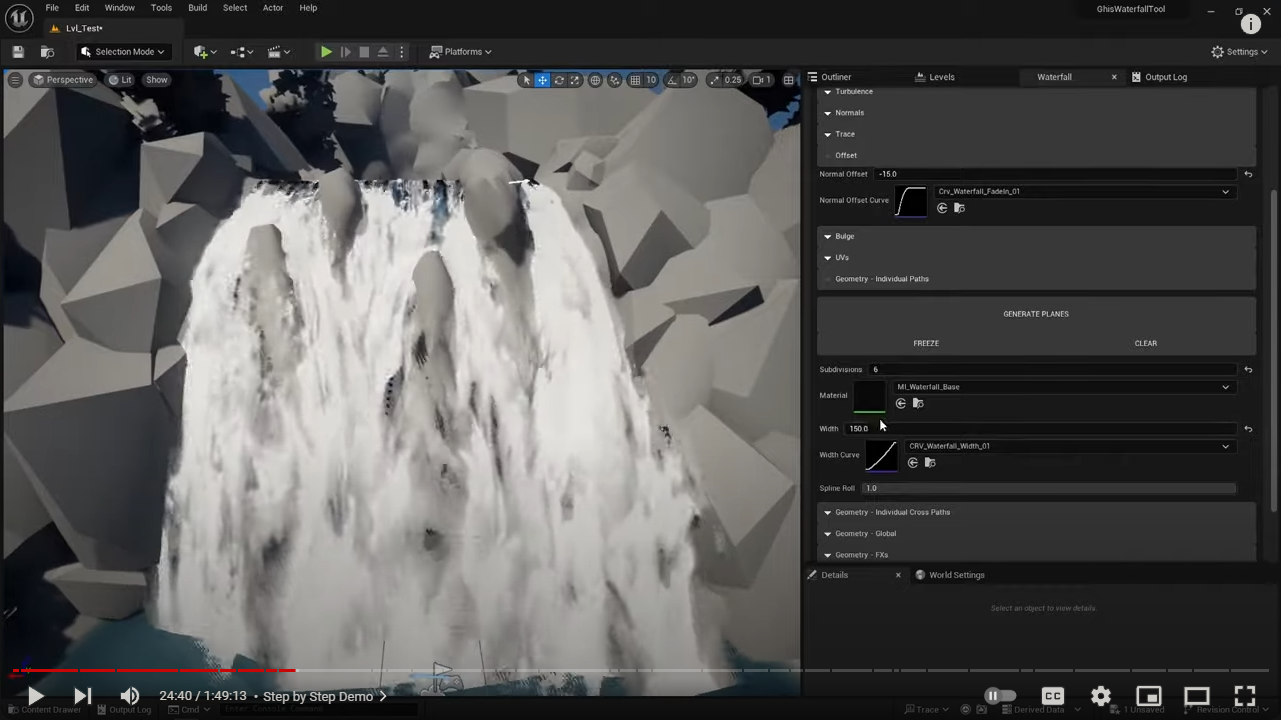 File Edit Window Tools Build Select Actor Help
GhisWaterfallTool
Lvl_Test*
Selection Mode
Platforms
Settings
Perspective Lit Show
10 10° 0.25 1
Outliner Levels Waterfall Output Log
Turbulence
Normals
Trace
Offset
Normal Offset -15.0
Normal Offset Curve Crv_Waterfall_FadeIn_01
Bulge
UVs
Geometry - Individual Paths
GENERATE PLANES
FREEZE CLEAR
Subdivisions 6
Material MI_Waterfall_Base
Width 150.0
Width Curve CRV_Waterfall_Width_01
Spline Roll 1.0
Geometry - Individual Cross Paths
Geometry - Global
Geometry - FXs
Details World Settings
Select an object to view details.
24:40 / 1:49:13 • Step by Step Demo
CC
Content Drawer Output Log Cmd Enter Console Command
Trace Derived Data 1 Unsaved Revision Control